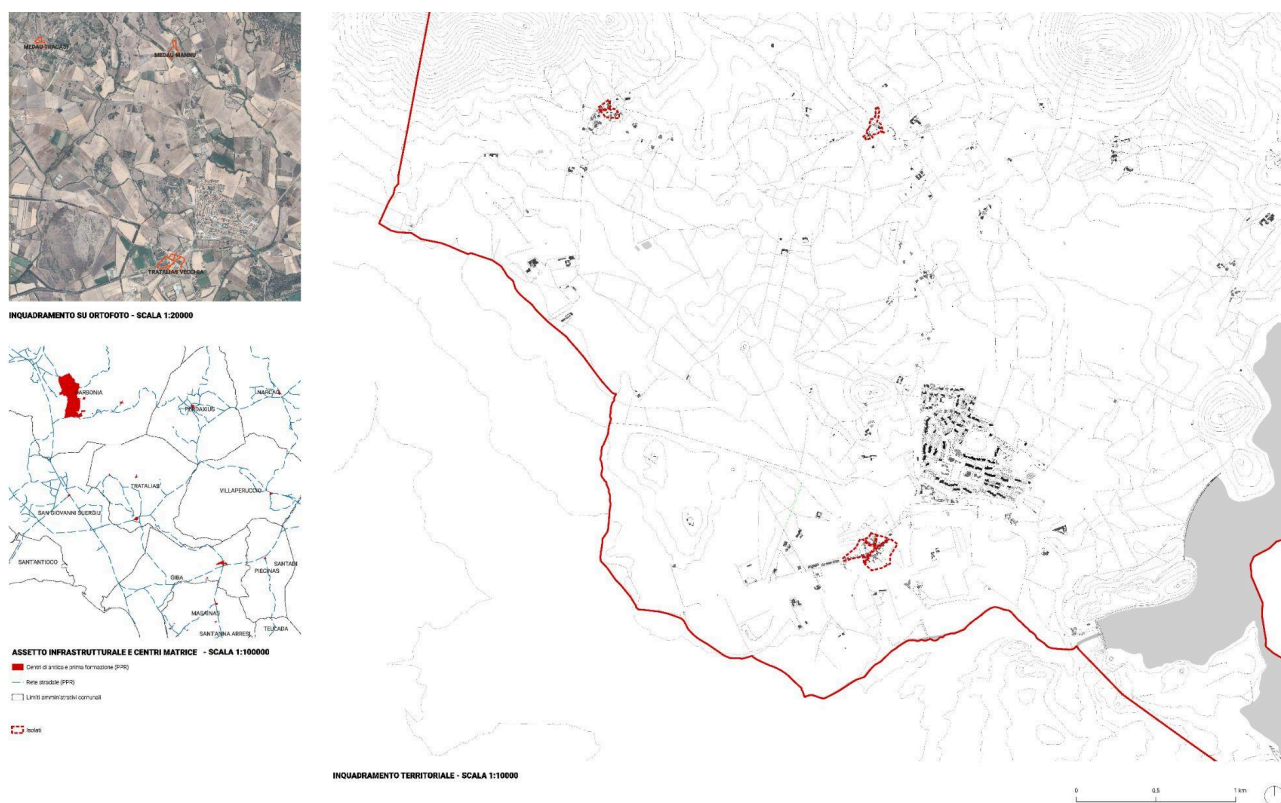 MEDAU TRACASI
MEDAU MANNU
TRATALIAS VECCHIA
INQUADRAMENTO SU ORTOFOTO - SCALA 1:20000
CARBONIA
NARCAO
PERDAXIUS
TRATALIAS
VILLAPERUCCIO
SAN GIOVANNI SUERGIU
SANT'ANTIOCO
GIBA
PISCINAS
SANTADI
MASAINAS
SANT'ANNA ARRESI
TEULADA
ASSETTO INFRASTRUTTURALE E CENTRI MATRICE - SCALA 1:100000
Centri di antica e prima formazione (PPR)
Rete stradale (PPR)
Limiti amministrativi comunali
Isolati
INQUADRAMENTO TERRITORIALE - SCALA 1:10000
0 0,5 1 km